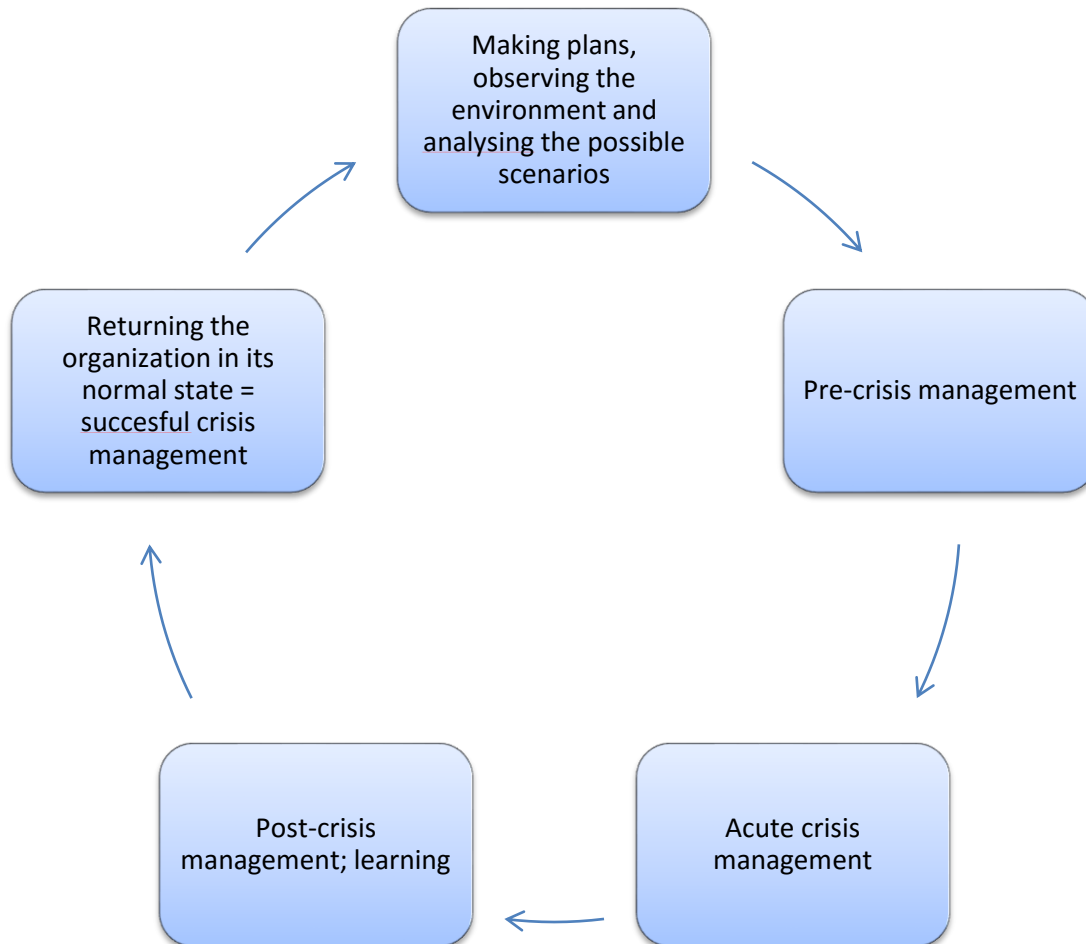 Making plans,
observing the
environment and
analysing the possible
scenarios
Pre-crisis management
Acute crisis
management
Post-crisis
management; learning
Returning the
organization in its
normal state =
succesful crisis
management